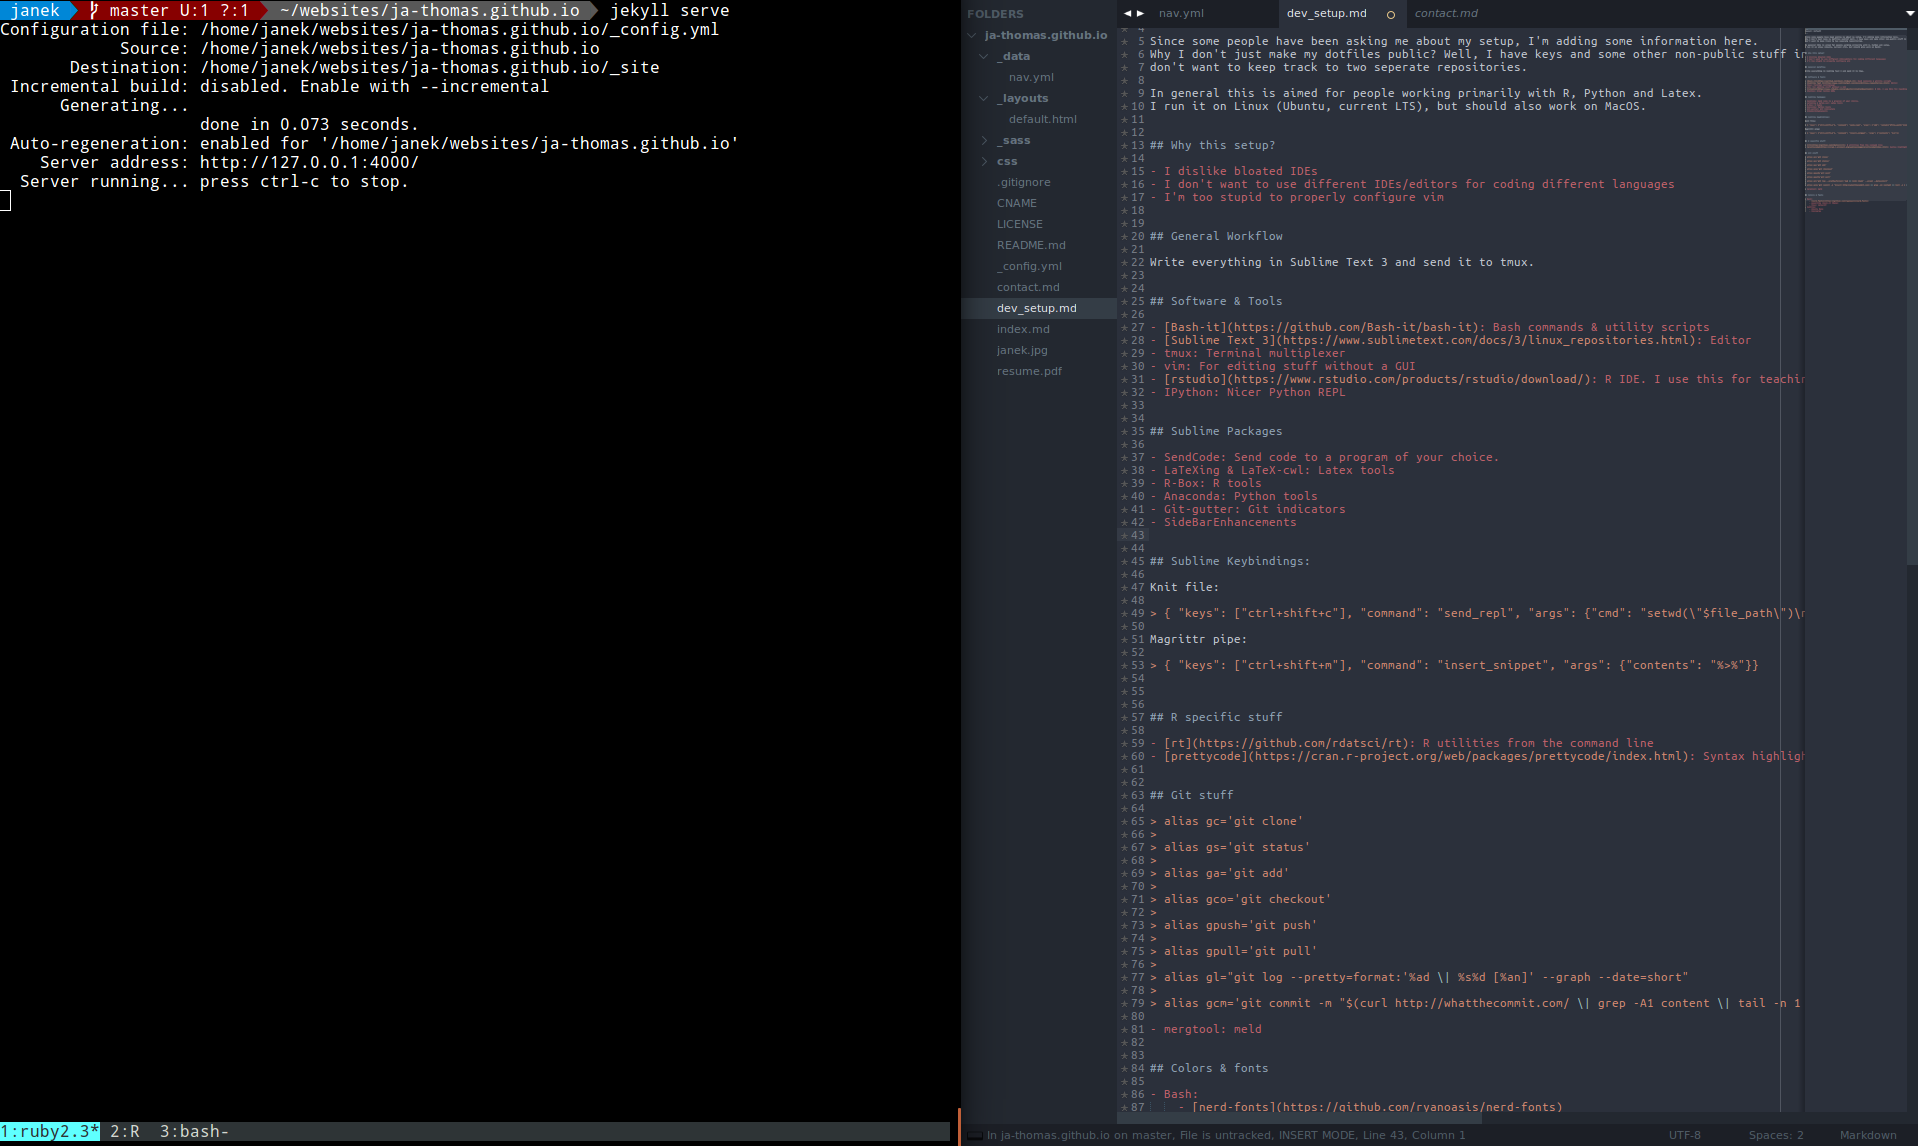 janek master U:1 ?:1 ~/websites/ja-thomas.github.io jekyll serve
Configuration file: /home/janek/websites/ja-thomas.github.io/_config.yml
Source: /home/janek/websites/ja-thomas.github.io
Destination: /home/janek/websites/ja-thomas.github.io/_site
Incremental build: disabled. Enable with --incremental
Generating...
done in 0.073 seconds.
Auto-regeneration: enabled for '/home/janek/websites/ja-thomas.github.io'
Server address: http://127.0.0.1:4000/
Server running... press ctrl-c to stop.
1:ruby2.3* 2:R 3:bash-
FOLDERS
ja-thomas.github.io
_data
nav.yml
_layouts
default.html
_sass
css
.gitignore
CNAME
LICENSE
README.md
_config.yml
contact.md
dev_setup.md
index.md
janek.jpg
resume.pdf
nav.yml dev_setup.md contact.md
4
5 Since some people have been asking me about my setup, I'm adding some information here.
6 Why I don't just make my dotfiles public? Well, I have keys and some other non-public stuff in
7 don't want to keep track to two seperate repositories.
8
9 In general this is aimed for people working primarily with R, Python and Latex.
10 I run it on Linux (Ubuntu, current LTS), but should also work on MacOS.
11
12
13 ## Why this setup?
14
15 - I dislike bloated IDEs
16 - I don't want to use different IDEs/editors for coding different languages
17 - I'm too stupid to properly configure vim
18
19
20 ## General Workflow
21
22 Write everything in Sublime Text 3 and send it to tmux.
23
24
25 ## Software & Tools
26
27 - [Bash-it](https://github.com/Bash-it/bash-it): Bash commands & utility scripts
28 - [Sublime Text 3](https://www.sublimetext.com/docs/3/linux_repositories.html): Editor
29 - tmux: Terminal multiplexer
30 - vim: For editing stuff without a GUI
31 - [rstudio](https://www.rstudio.com/products/rstudio/download/): R IDE. I use this for teachin
32 - IPython: Nicer Python REPL
33
34
35 ## Sublime Packages
36
37 - SendCode: Send code to a program of your choice.
38 - LaTeXing & LaTeX-cwl: Latex tools
39 - R-Box: R tools
40 - Anaconda: Python tools
41 - Git-gutter: Git indicators
42 - SideBarEnhancements
43
44
45 ## Sublime Keybindings:
46
47 Knit file:
48
49 > { "keys": ["ctrl+shift+c"], "command": "send_repl", "args": {"cmd": "setwd(\"$file_path\")\
50
51 Magrittr pipe:
52
53 > { "keys": ["ctrl+shift+m"], "command": "insert_snippet", "args": {"contents": "%>%"}}
54
55
56
57 ## R specific stuff
58
59 - [rt](https://github.com/rdatsci/rt): R utilities from the command line
60 - [prettycode](https://cran.r-project.org/web/packages/prettycode/index.html): Syntax highligh
61
62
63 ## Git stuff
64
65 > alias gc='git clone'
66 >
67 > alias gs='git status'
68 >
69 > alias ga='git add'
70 >
71 > alias gco='git checkout'
72 >
73 > alias gpush='git push'
74 >
75 > alias gpull='git pull'
76 >
77 > alias gl="git log --pretty=format:'%ad \| %s%d [%an]' --graph --date=short"
78 >
79 > alias gcm='git commit -m "$(curl http://whatthecommit.com/ \| grep -A1 content \| tail -n 1
80
81 - mergtool: meld
82
83
84 ## Colors & fonts
85
86 - Bash:
87 - [nerd-fonts](https://github.com/ryanoasis/nerd-fonts)
In ja-thomas.github.io on master, File is untracked, INSERT MODE, Line 43, Column 1 UTF-8 Spaces: 2 Markdown